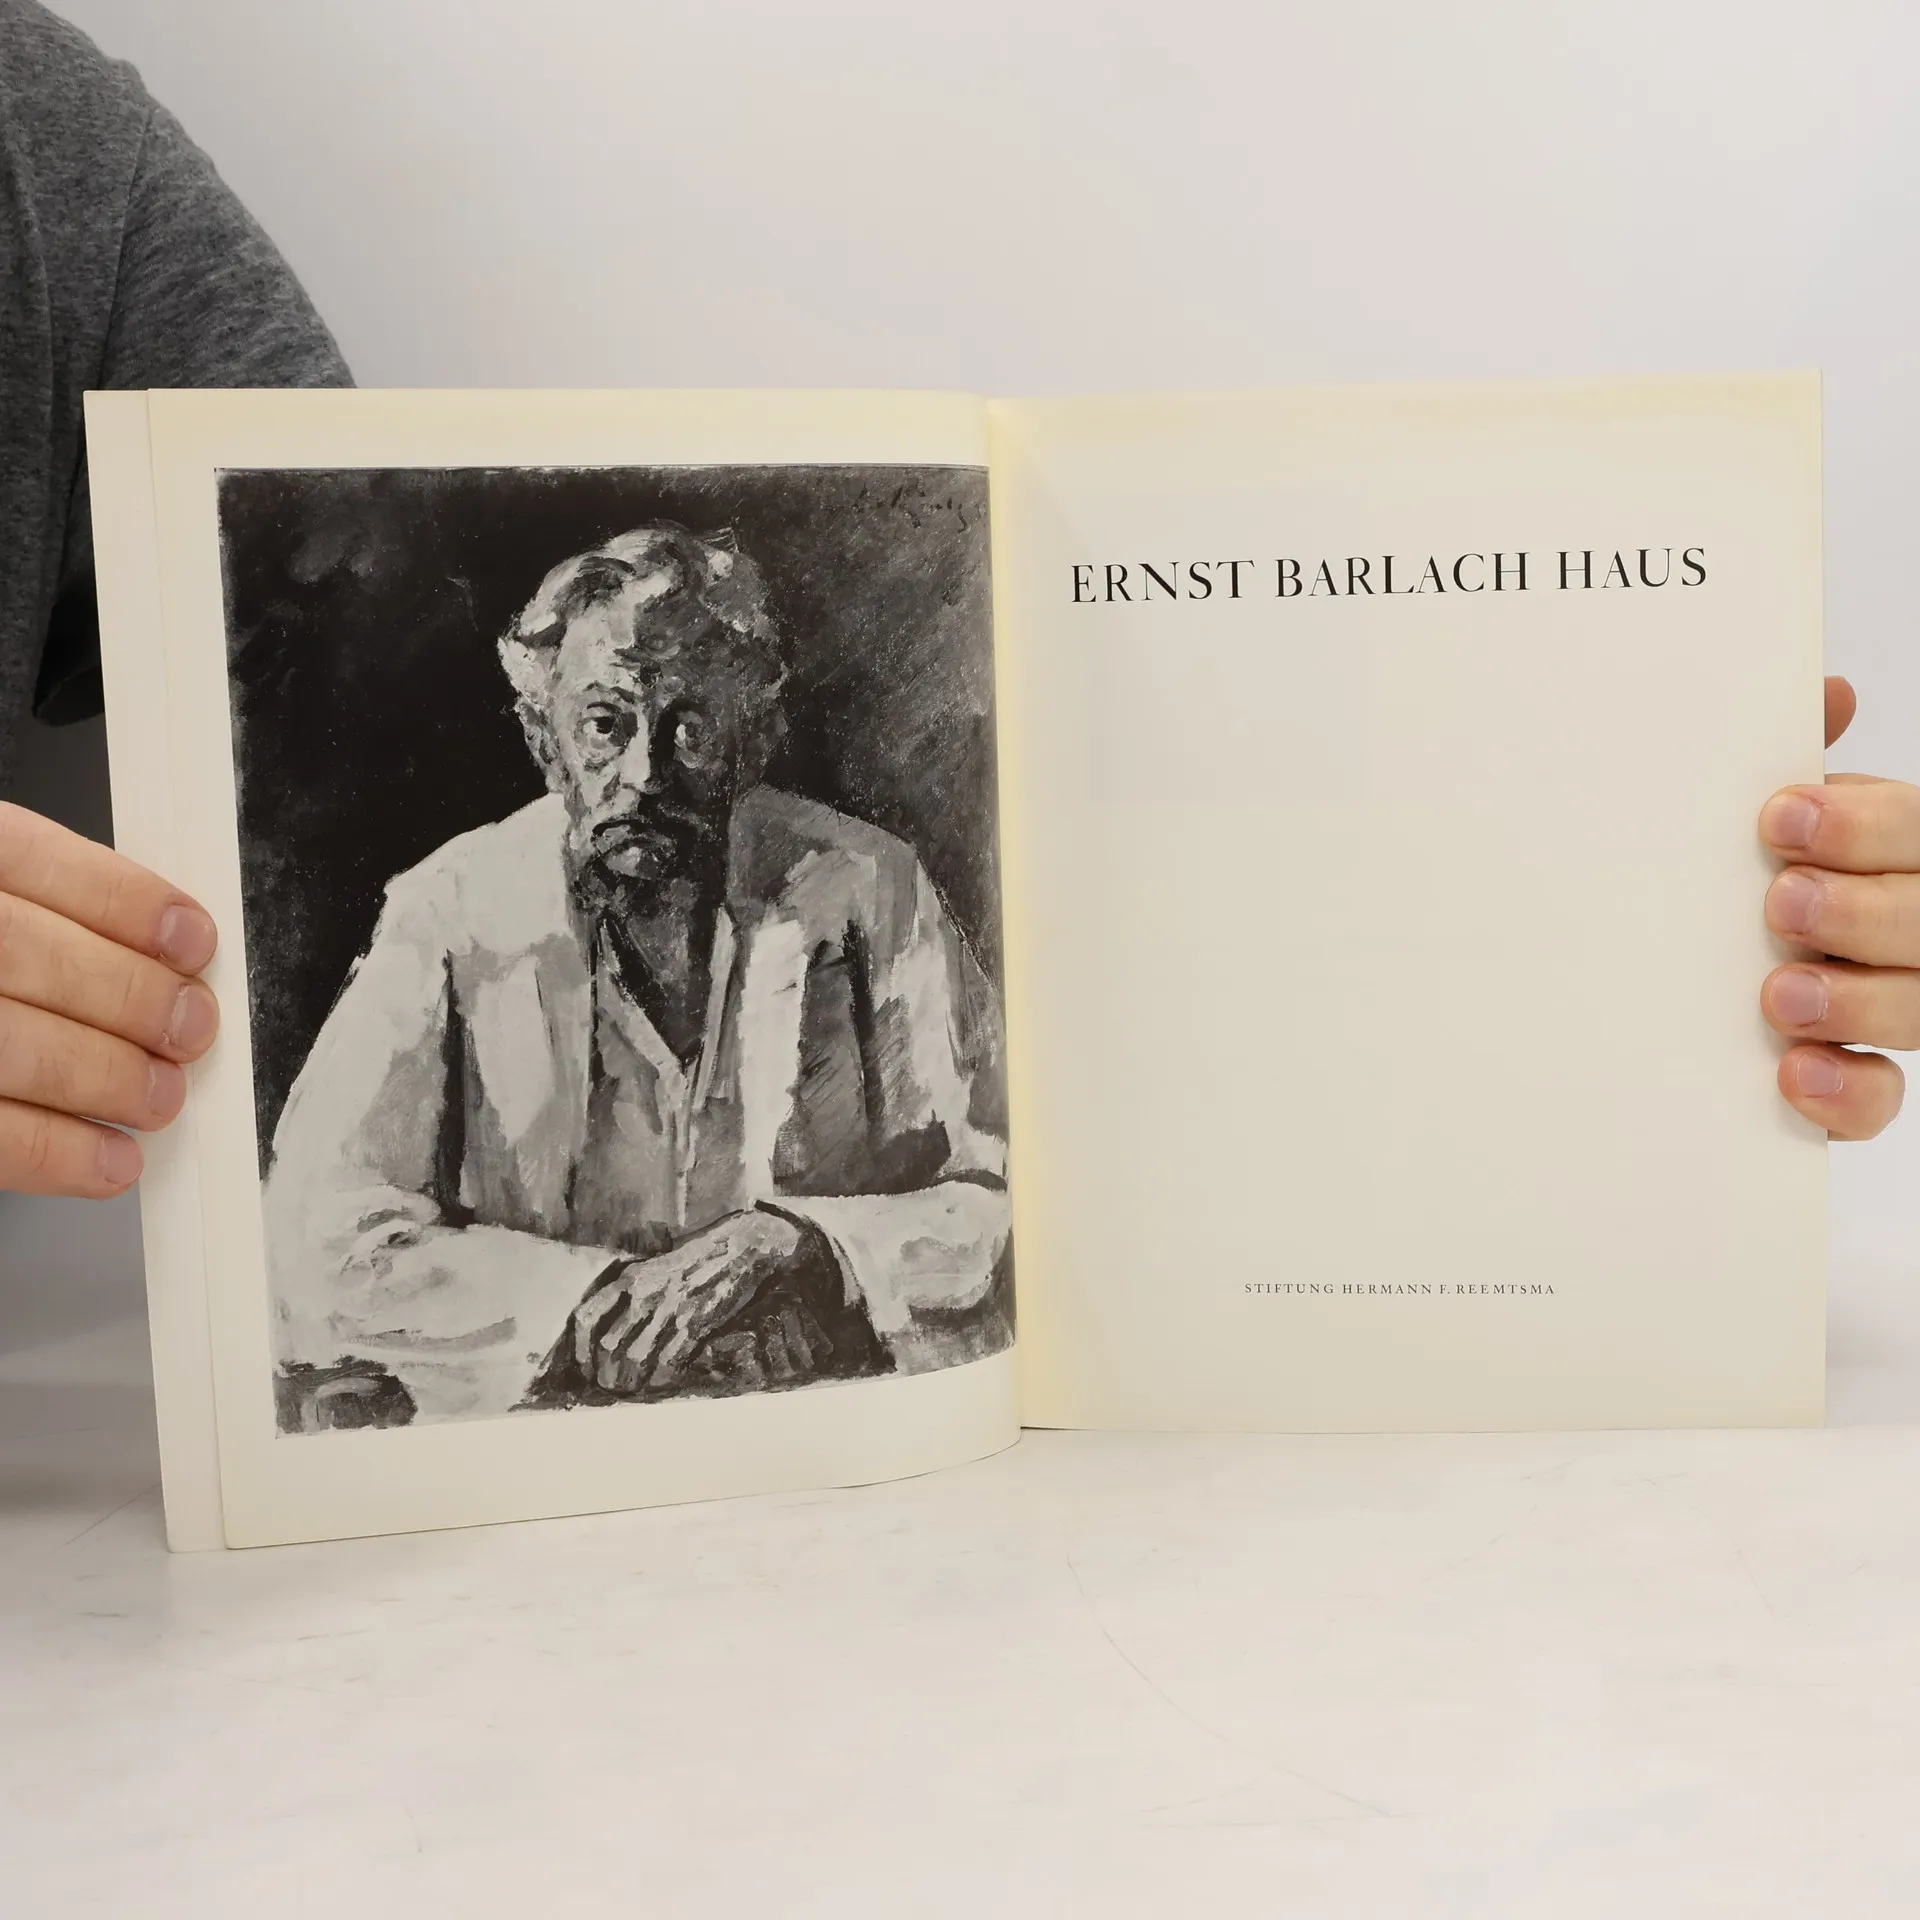 ERNST BARLACH HAUS
STIFTUNG HERMANN F. REEMTSMA